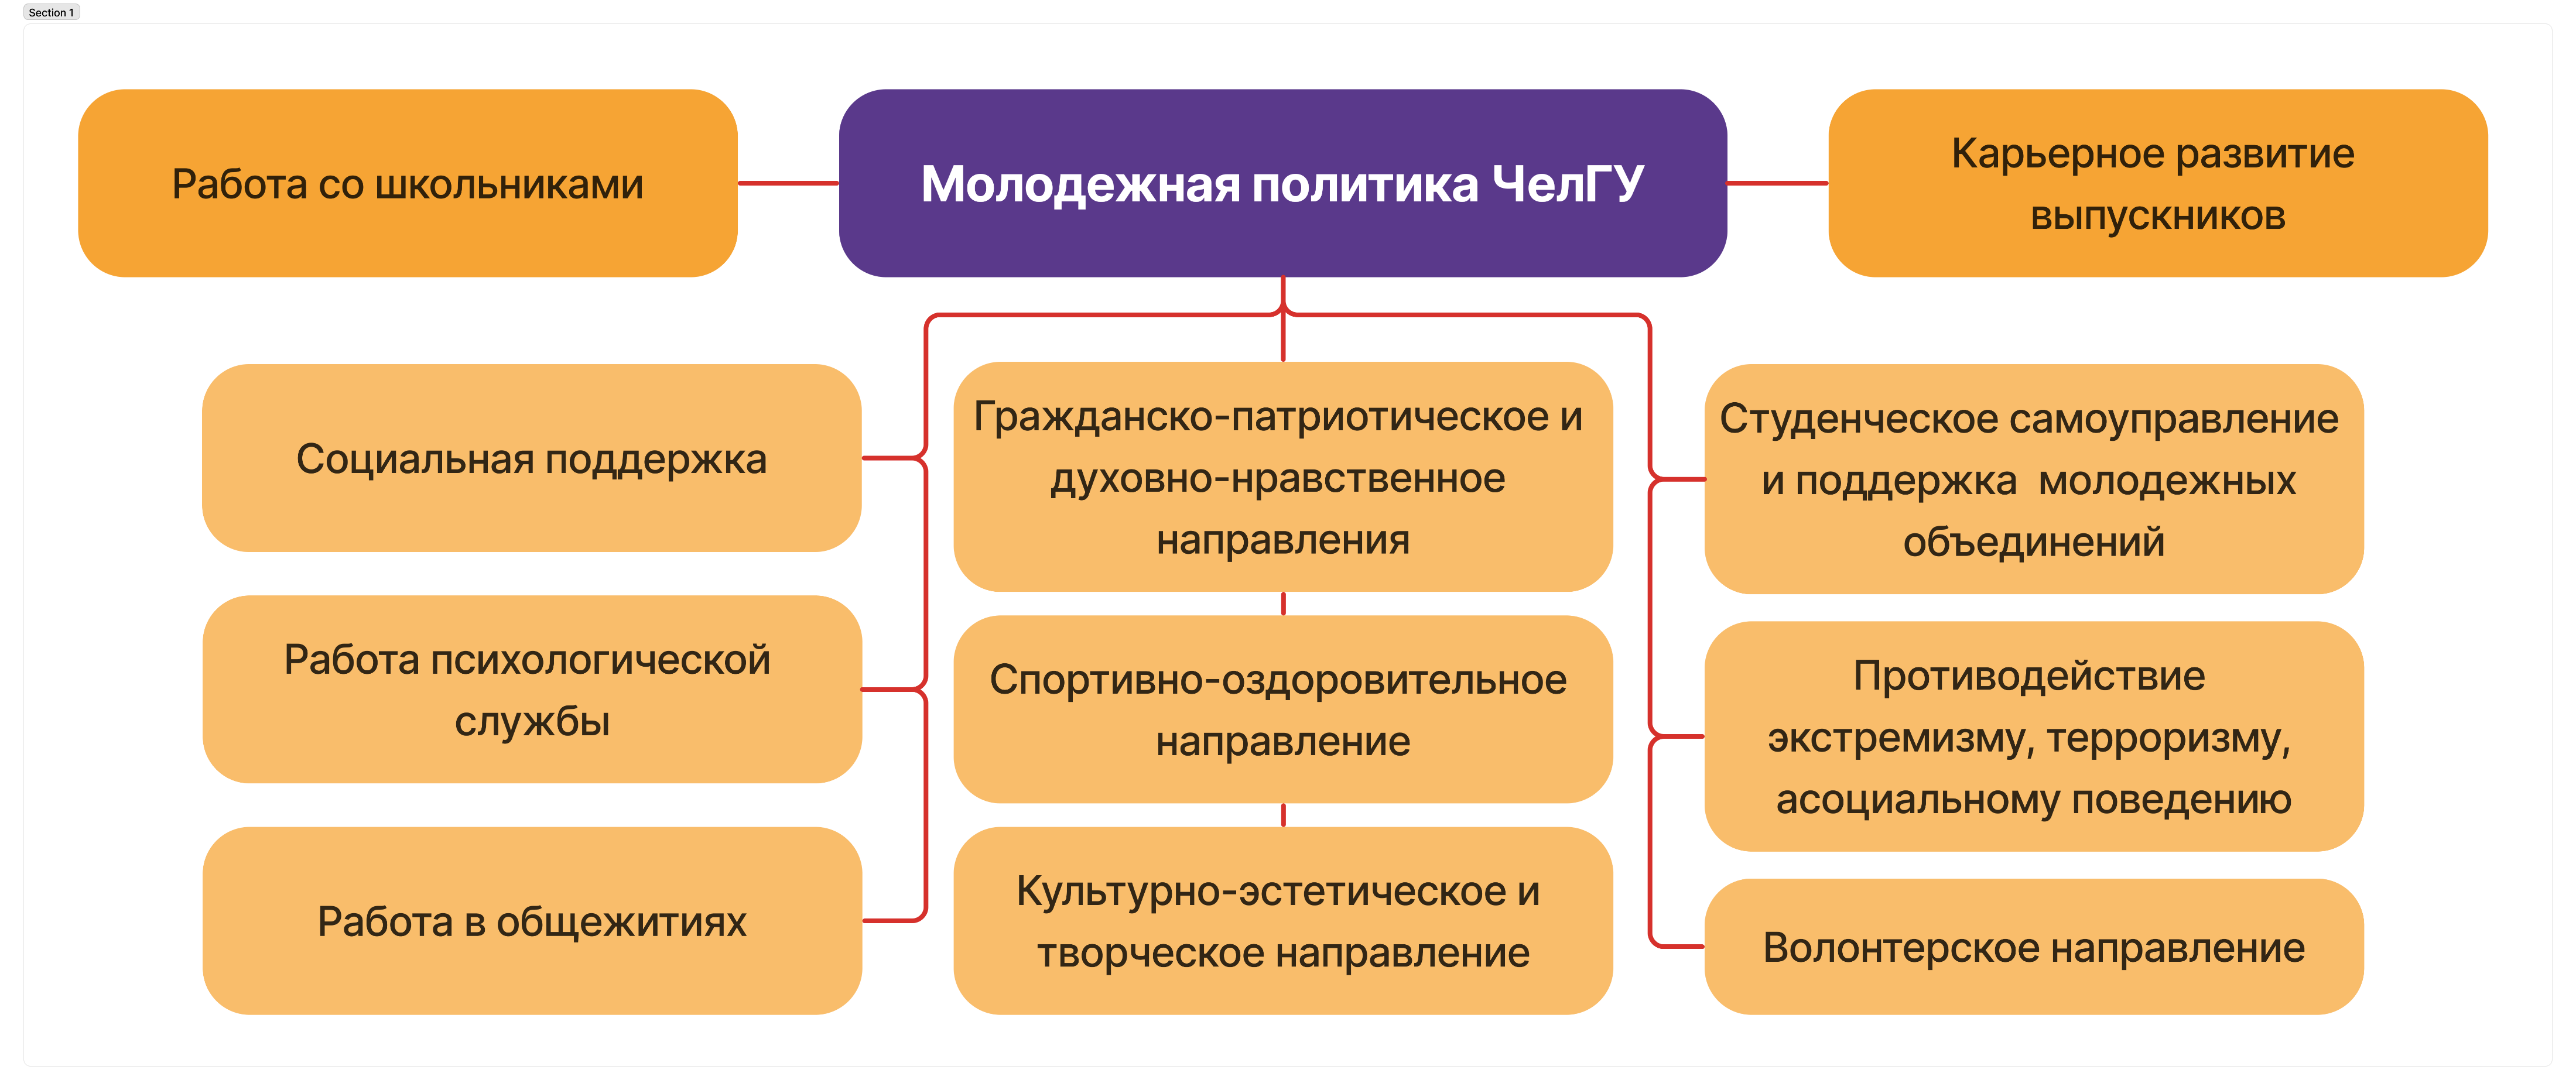 Section 1
Работа со школьниками
Молодежная политика ЧелГУ
Карьерное развитие
выпускников
Социальная поддержка
Работа психологической
службы
Работа в общежитиях
Гражданско-патриотическое и
духовно-нравственное
направления
Спортивно-оздоровительное
направление
Культурно-эстетическое и
творческое направление
Студенческое самоуправление
и поддержка  молодежных
объединений
Противодействие
экстремизму, терроризму,
асоциальному поведению
Волонтерское направление